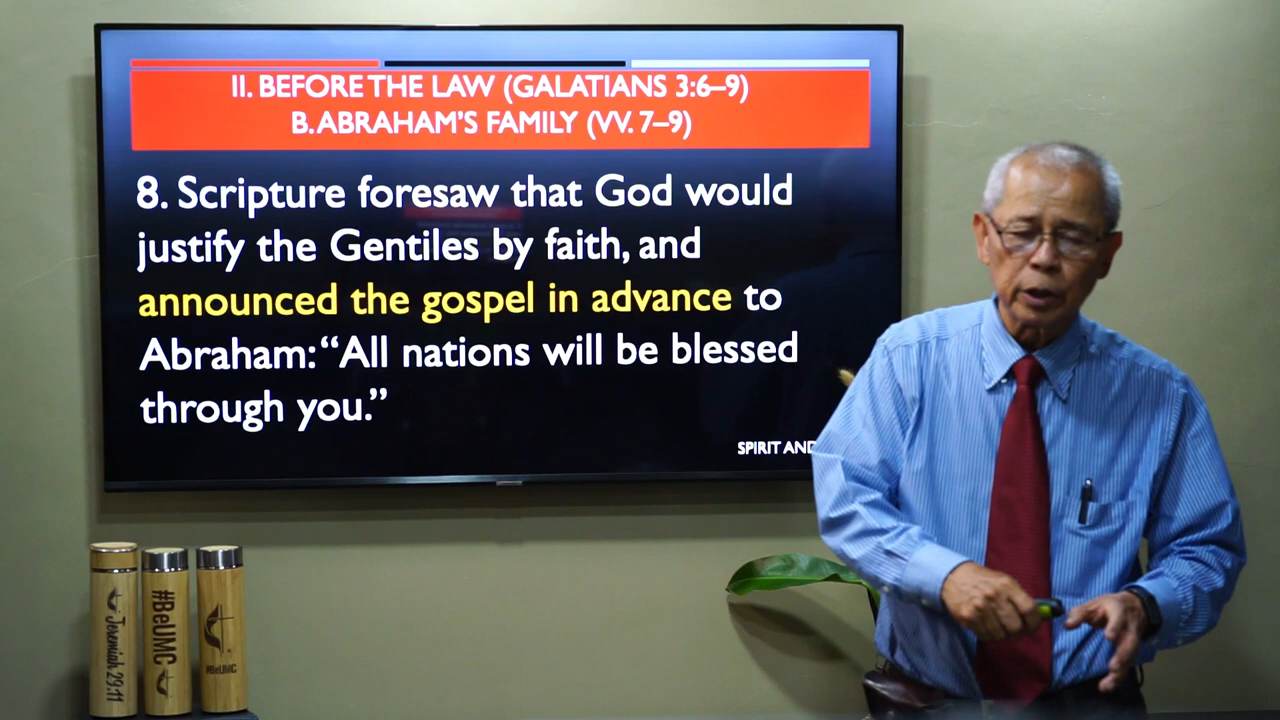 II. BEFORE THE LAW (GALATIANS 3:6–9)
B. ABRAHAM'S FAMILY (VV. 7–9)
8. Scripture foresaw that God would
justify the Gentiles by faith, and
announced the gospel in advance to
Abraham: “All nations will be blessed
through you.”
SPIRIT AND
Jeremiah 29:11
#BeUMC
#BeUMC